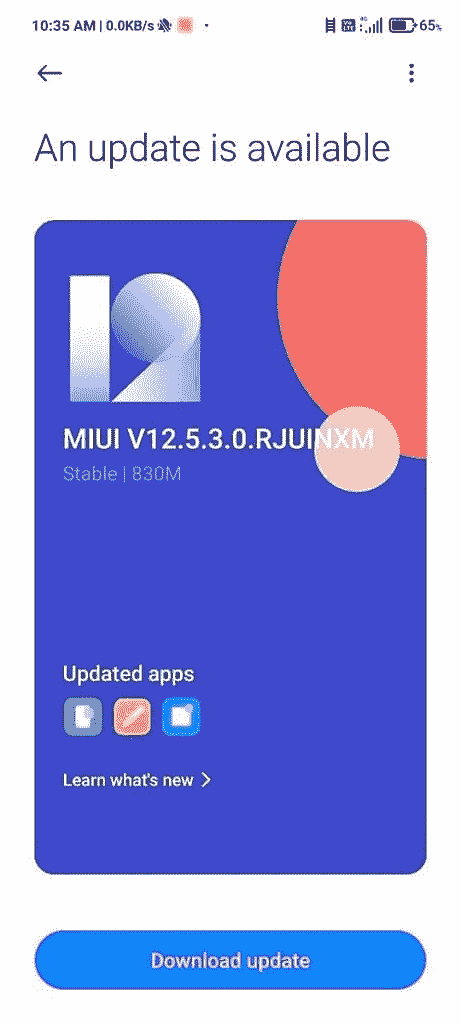 10:35 AM | 0.0KB/s
65%
An update is available
MIUI V12.5.3.0.RJUINXM
Stable | 830M
Updated apps
Learn what's new
Download update